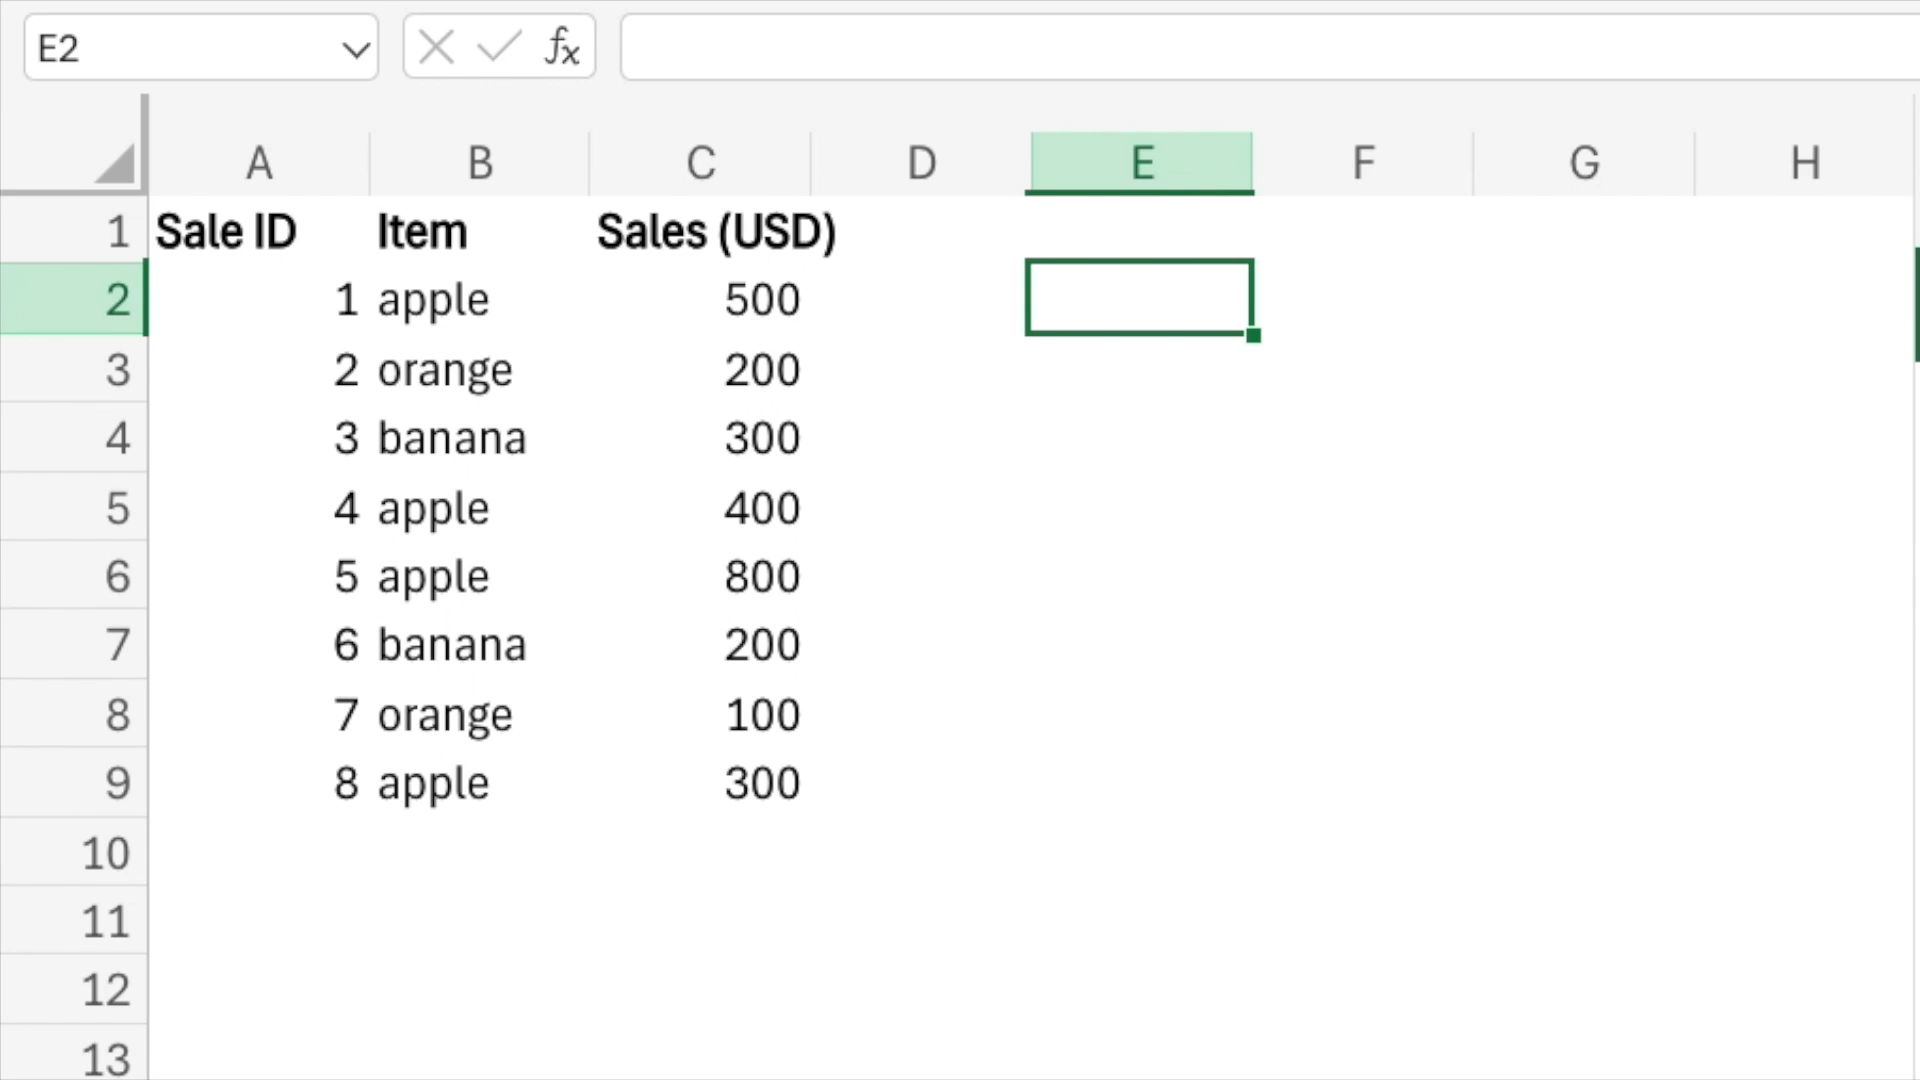 E2 fx
A B C D E F G H
1 Sale ID Item Sales (USD)
2 1 apple 500
3 2 orange 200
4 3 banana 300
5 4 apple 400
6 5 apple 800
7 6 banana 200
8 7 orange 100
9 8 apple 300
10
11
12
13